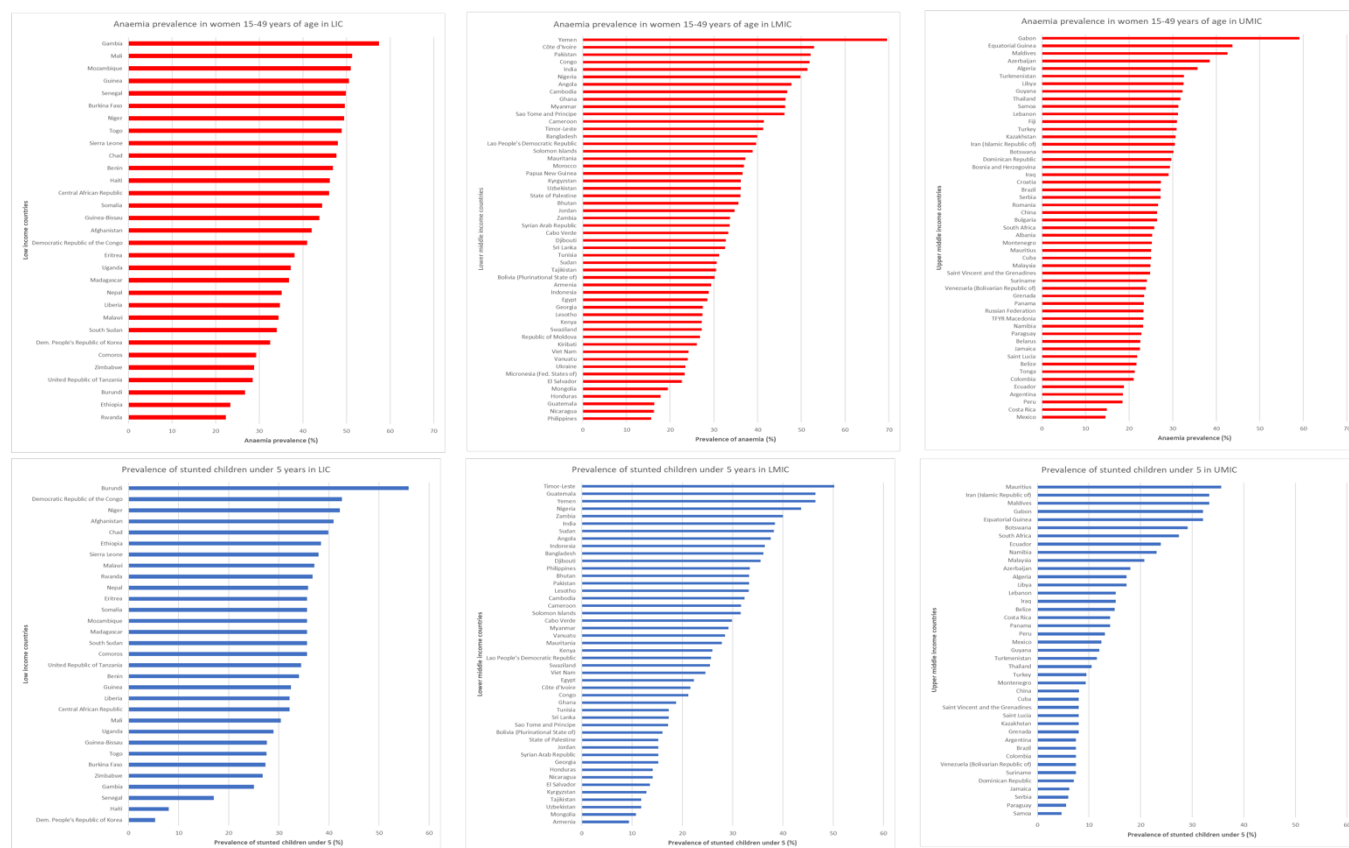 Anaemia prevalence in women 15-49 years of age in LIC
Low income countries
Gambia
Mali
Mozambique
Guinea
Senegal
Burkina Faso
Niger
Togo
Sierra Leone
Chad
Benin
Haiti
Central African Republic
Somalia
Guinea-Bissau
Afghanistan
Democratic Republic of the Congo
Eritrea
Uganda
Madagascar
Nepal
Liberia
Malawi
South Sudan
Dem. People's Republic of Korea
Comoros
Zimbabwe
United Republic of Tanzania
Burundi
Ethiopia
Rwanda
0 10 20 30 40 50 60 70
Anaemia prevalence (%)
Anaemia prevalence in women 15-49 years of age in LMIC
Lower middle income countries
Yemen
Côte d'Ivoire
Pakistan
Congo
India
Nigeria
Angola
Cambodia
Ghana
Myanmar
Sao Tome and Principe
Cameroon
Timor-Leste
Bangladesh
Lao People's Democratic Republic
Solomon Islands
Mauritania
Morocco
Papua New Guinea
Kyrgyzstan
Uzbekistan
State of Palestine
Bhutan
Jordan
Zambia
Syrian Arab Republic
Cabo Verde
Djibouti
Sri Lanka
Tunisia
Sudan
Tajikistan
Bolivia (Plurinational State of)
Armenia
Indonesia
Egypt
Georgia
Lesotho
Kenya
Swaziland
Republic of Moldova
Kiribati
Viet Nam
Vanuatu
Ukraine
Micronesia (Fed. States of)
El Salvador
Mongolia
Honduras
Guatemala
Nicaragua
Philippines
0 10 20 30 40 50 60 70
Prevalence of anaemia (%)
Anaemia prevalence in women 15-49 years of age in UMIC
Upper middle income countries
Gabon
Equatorial Guinea
Maldives
Azerbaijan
Algeria
Turkmenistan
Libya
Guyana
Thailand
Samoa
Lebanon
Fiji
Turkey
Kazakhstan
Iran (Islamic Republic of)
Botswana
Dominican Republic
Bosnia and Herzegovina
Iraq
Croatia
Brazil
Serbia
Romania
China
Bulgaria
South Africa
Albania
Montenegro
Mauritius
Cuba
Malaysia
Saint Vincent and the Grenadines
Suriname
Venezuela (Bolivarian Republic of)
Grenada
Panama
Russian Federation
TFYR Macedonia
Namibia
Paraguay
Belarus
Jamaica
Saint Lucia
Belize
Tonga
Colombia
Ecuador
Argentina
Peru
Costa Rica
Mexico
0 10 20 30 40 50 60 70
Anaemia prevalence (%)
Prevalence of stunted children under 5 years in LIC
Low income countries
Burundi
Democratic Republic of the Congo
Niger
Afghanistan
Chad
Ethiopia
Sierra Leone
Malawi
Rwanda
Nepal
Eritrea
Somalia
Mozambique
Madagascar
South Sudan
Comoros
United Republic of Tanzania
Benin
Guinea
Liberia
Central African Republic
Mali
Uganda
Guinea-Bissau
Togo
Burkina Faso
Zimbabwe
Gambia
Senegal
Haiti
Dem. People's Republic of Korea
0 10 20 30 40 50 60
Prevalence of stunted children under 5 (%)
Prevalence of stunted children under 5 years in LMIC
Lower middle income countries
Timor-Leste
Guatemala
Yemen
Nigeria
Zambia
India
Sudan
Angola
Indonesia
Bangladesh
Djibouti
Philippines
Bhutan
Pakistan
Lesotho
Cambodia
Cameroon
Solomon Islands
Cabo Verde
Myanmar
Vanuatu
Mauritania
Kenya
Lao People's Democratic Republic
Swaziland
Viet Nam
Egypt
Côte d'Ivoire
Congo
Ghana
Tunisia
Sri Lanka
Sao Tome and Principe
Bolivia (Plurinational State of)
State of Palestine
Jordan
Syrian Arab Republic
Georgia
Honduras
Nicaragua
El Salvador
Kyrgyzstan
Tajikistan
Uzbekistan
Mongolia
Armenia
0 10 20 30 40 50 60
Prevalence of stunted children under 5 (%)
Prevalence of stunted children under 5 in UMIC
Upper middle income countries
Mauritius
Iran (Islamic Republic of)
Maldives
Gabon
Equatorial Guinea
Botswana
South Africa
Ecuador
Namibia
Malaysia
Azerbaijan
Algeria
Libya
Lebanon
Iraq
Belize
Costa Rica
Panama
Peru
Mexico
Guyana
Turkmenistan
Thailand
Turkey
Montenegro
China
Cuba
Saint Vincent and the Grenadines
Saint Lucia
Kazakhstan
Grenada
Argentina
Brazil
Colombia
Venezuela (Bolivarian Republic of)
Suriname
Dominican Republic
Jamaica
Serbia
Paraguay
Samoa
0 10 20 30 40 50 60
Prevalence of stunted children under 5 (%)